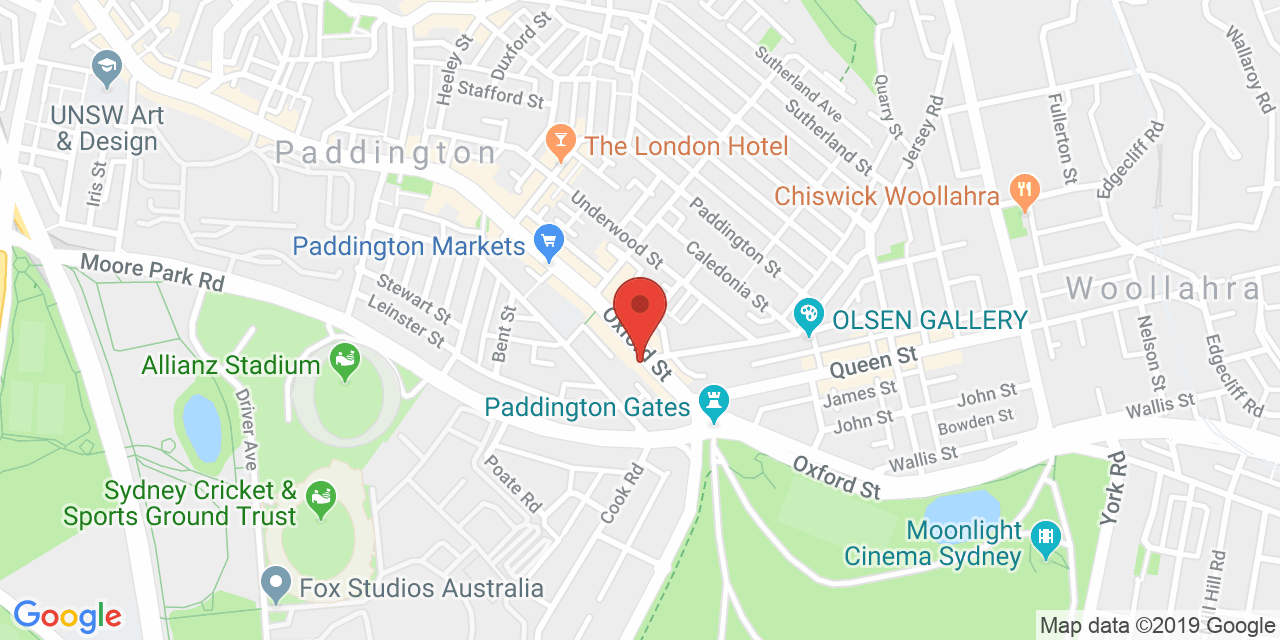 Duxford St
Heeley St
Stafford St
Sutherland Ave
Wallaroy Rd
UNSW Art
& Design
Quarry St
Jersey Rd
Fullerton St
Edgecliff Rd
Sutherland St
Paddington
The London Hotel
Iris St
Chiswick Woollahra
Underwood St
Paddington St
Paddington Markets
Caledonia St
Moore Park Rd
Stewart St
Leinster St
Woollahra
Bent St
Oxford St
OLSEN GALLERY
Nelson St
Edgecliff Rd
Allianz Stadium
Queen St
Driver Ave
James St
John St
Paddington Gates
John St
Bowden St
Wallis St
Wallis St
Poate Rd
Cook Rd
Oxford St
York Rd
Sydney Cricket &
Sports Ground Trust
Moonlight
Cinema Sydney
Fox Studios Australia
Hill Rd
Google
Map data ©2019 Google